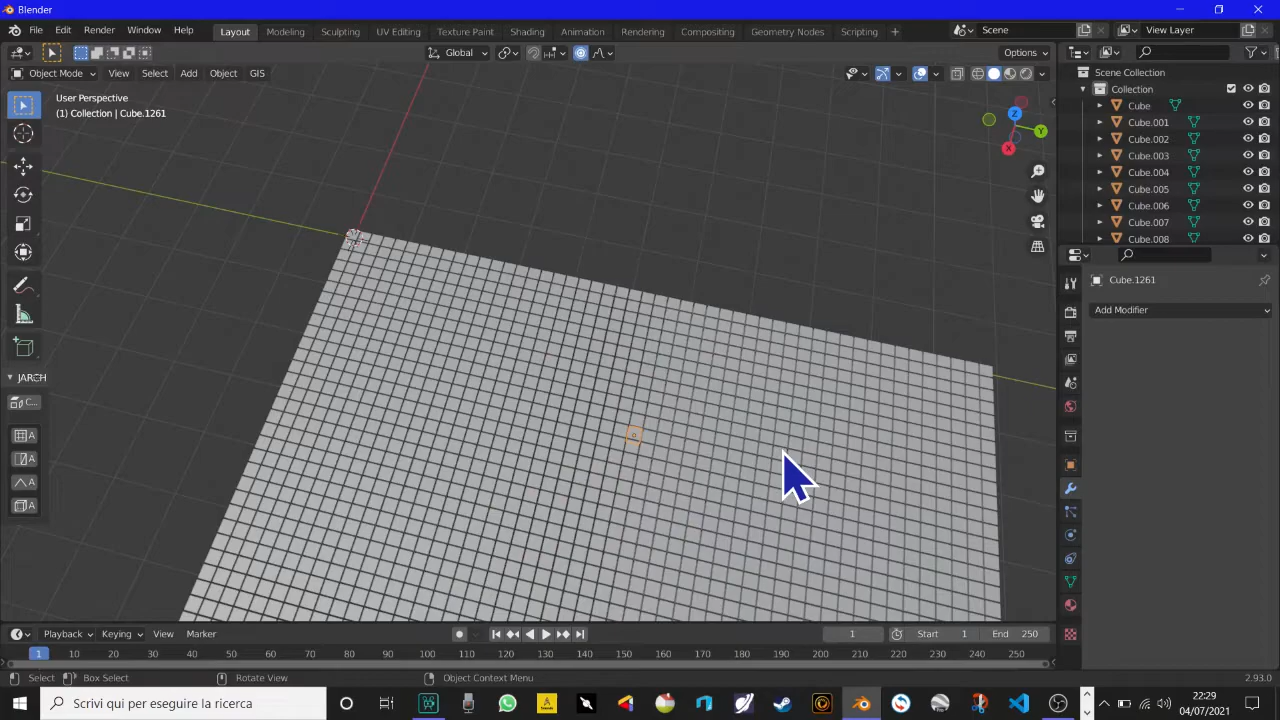 Blender
File Edit Render Window Help Layout Modeling Sculpting UV Editing Texture Paint Shading Animation Rendering Compositing Geometry Nodes Scripting + Scene View Layer
Global Options
Object Mode View Select Add Object GIS
User Perspective
(1) Collection | Cube.1261
Z
Y
X
Scene Collection
Collection
Cube
Cube.001
Cube.002
Cube.003
Cube.004
Cube.005
Cube.006
Cube.007
Cube.008
Cube.1261
Add Modifier
JARCH
C...
A
A
A
A
Playback Keying View Marker 1 Start 1 End 250
1 10 20 30 40 50 60 70 80 90 100 110 120 130 140 150 160 170 180 190 200 210 220 230 240 250
Select Box Select Rotate View Object Context Menu 2.93.0
Scrivi qui per eseguire la ricerca
22:29
04/07/2021